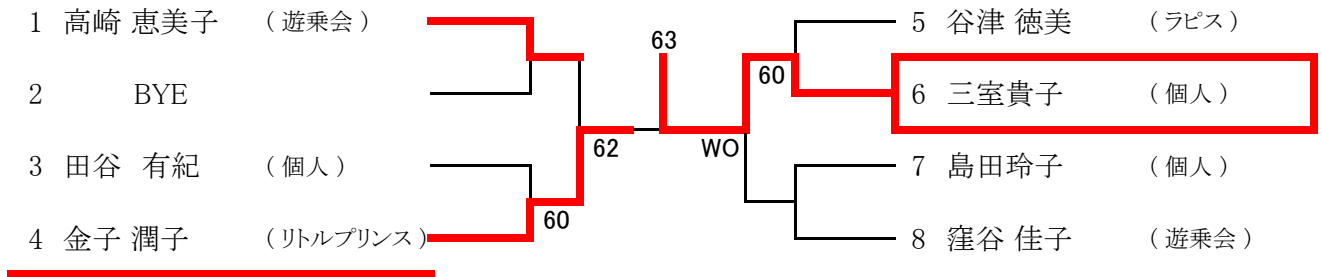 1 高崎 恵美子 （ 遊乗会 ）
2 BYE
3 田谷 有紀 （ 個人 ）
4 金子 潤子 （ リトルプリンス ）
60
62
63
WO
60
5 谷津 徳美 （ ラピス ）
6 三室貴子 （ 個人 ）
7 島田玲子 （ 個人 ）
8 窪谷 佳子 （ 遊乗会 ）